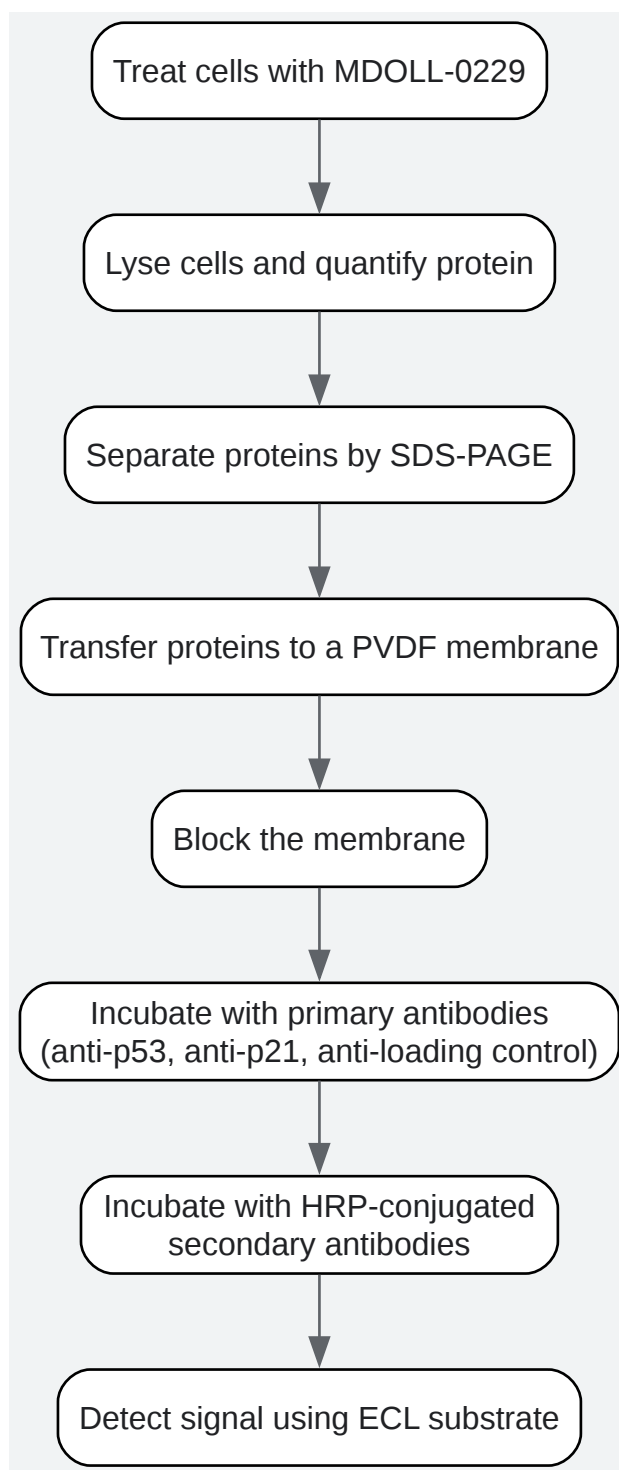 Treat cells with MDOLL-0229
Lyse cells and quantify protein
Separate proteins by SDS-PAGE
Transfer proteins to a PVDF membrane
Block the membrane
Incubate with primary antibodies
(anti-p53, anti-p21, anti-loading control)
Incubate with HRP-conjugated
secondary antibodies
Detect signal using ECL substrate